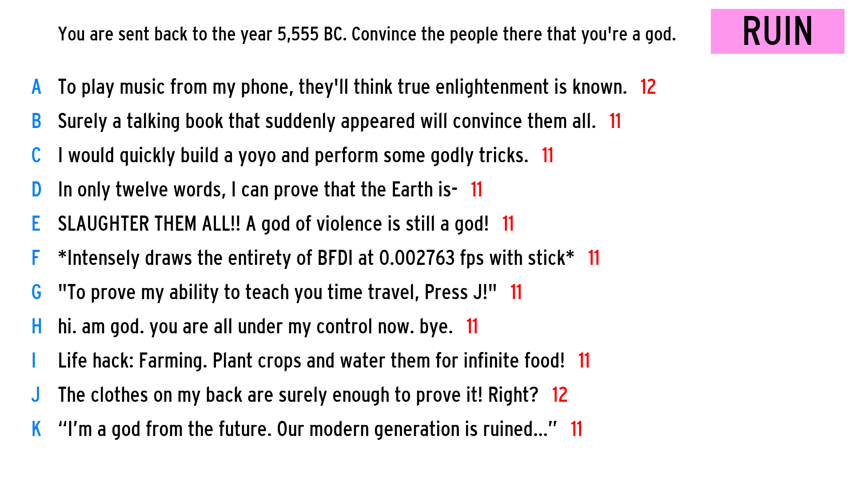 You are sent back to the year 5,555 BC. Convince the people there that you're a god.
RUIN
A To play music from my phone, they'll think true enlightenment is known. 12
B Surely a talking book that suddenly appeared will convince them all. 11
C I would quickly build a yoyo and perform some godly tricks. 11
D In only twelve words, I can prove that the Earth is- 11
E SLAUGHTER THEM ALL!! A god of violence is still a god! 11
F *Intensely draws the entirety of BFDI at 0.002763 fps with stick* 11
G "To prove my ability to teach you time travel, Press J!" 11
H hi. am god. you are all under my control now. bye. 11
I Life hack: Farming. Plant crops and water them for infinite food! 11
J The clothes on my back are surely enough to prove it! Right? 12
K “I’m a god from the future. Our modern generation is ruined...” 11